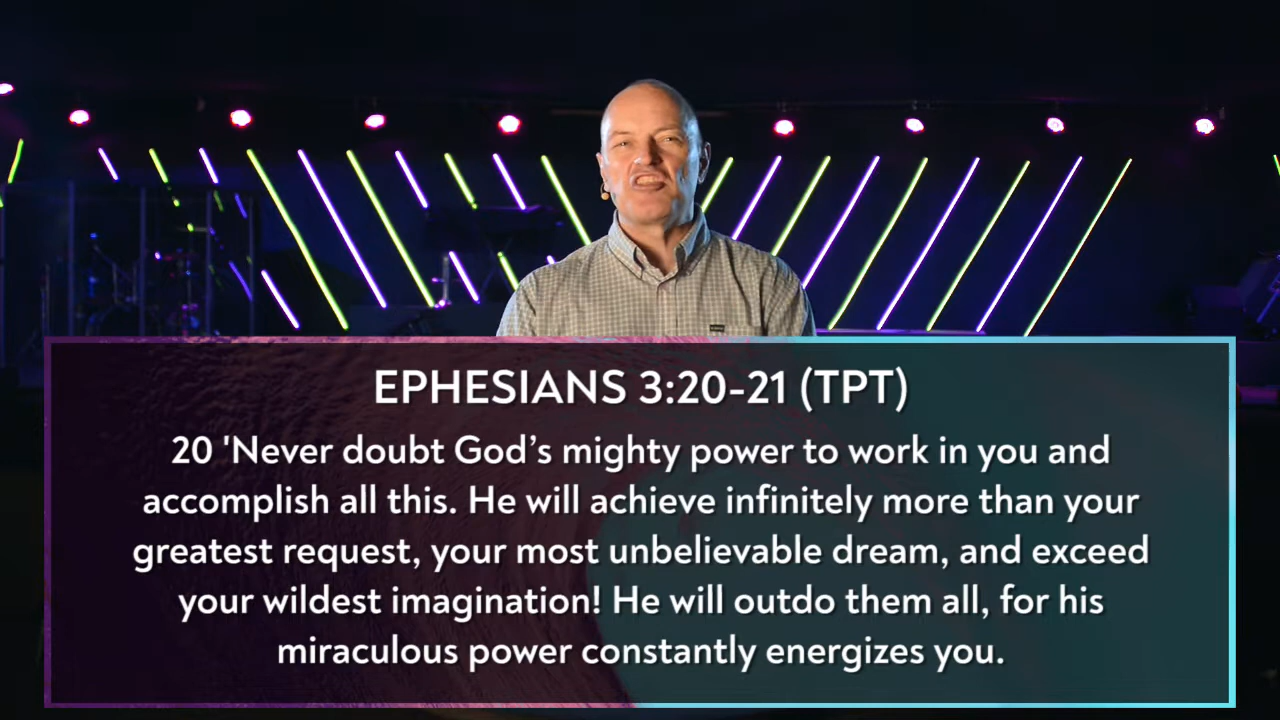 EPHESIANS 3:20-21 (TPT)
20 'Never doubt God’s mighty power to work in you and
accomplish all this. He will achieve infinitely more than your
greatest request, your most unbelievable dream, and exceed
your wildest imagination! He will outdo them all, for his
miraculous power constantly energizes you.